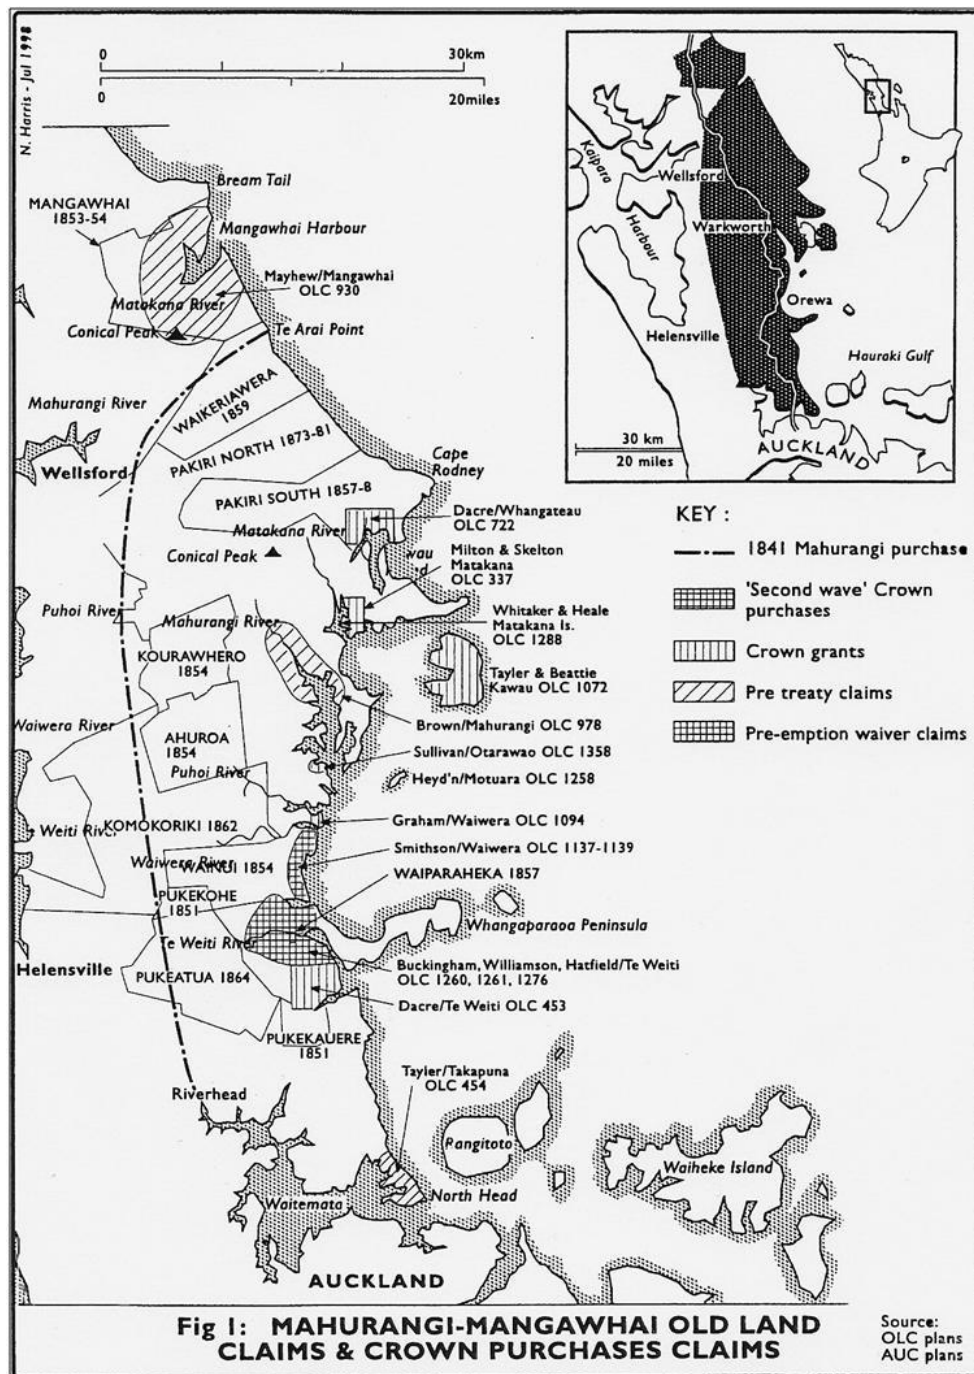 N. Harris - Jul 1998
0 30km
0 20miles
Bream Tail
MANGAWHAI
1853-54
Mangawhai Harbour
Mayhew/Mangawhai
OLC 930
Matakana River
Conical Peak
Te Arai Point
WAIKERIAWERA
1859
Mahurangi River
PAKIRI NORTH 1873-81
Wellsford
Cape
Rodney
PAKIRI SOUTH 1857-8
Matakana River
Dacre/Whangateau
OLC 722
Conical Peak
Milton & Skelton
Matakana
OLC 337
Puhoi River
Mahurangi River
Whitaker & Heale
Matakana Is.
OLC 1288
KOURAWHERO
1854
Tayler & Beattie
Kawau OLC 1072
Waiwera River
Brown/Mahurangi OLC 978
AHUROA
1854
Sullivan/Otarawao OLC 1358
Puhoi River
Heyd'n/Motuara OLC 1258
Weiti River
KOMOKORIKI 1862
Graham/Waiwera OLC 1094
Waiwera River
WAINUI 1854
Smithson/Waiwera OLC 1137-1139
WAIPARAHEKA 1857
PUKEKOHE
1851
Whangaparaoa Peninsula
Te Weiti River
Helensville
PUKEATUA 1864
Buckingham, Williamson, Hatfield/Te Weiti
OLC 1260, 1261, 1276
Dacre/Te Weiti OLC 453
PUKEKAUERE
1851
Tayler/Takapuna
OLC 454
Riverhead
Rangitoto
Waiheke Island
Waitemata
North Head
AUCKLAND
Kaipara
Harbour
Wellsford
Warkworth
Orewa
Helensville
Hauraki Gulf
30 km
20 miles
AUCKLAND
KEY :
1841 Mahurangi purchase
'Second wave' Crown
purchases
Crown grants
Pre treaty claims
Pre-emption waiver claims
Fig 1: MAHURANGI-MANGAWHAI OLD LAND
CLAIMS & CROWN PURCHASES CLAIMS
Source:
OLC plans
AUC plans